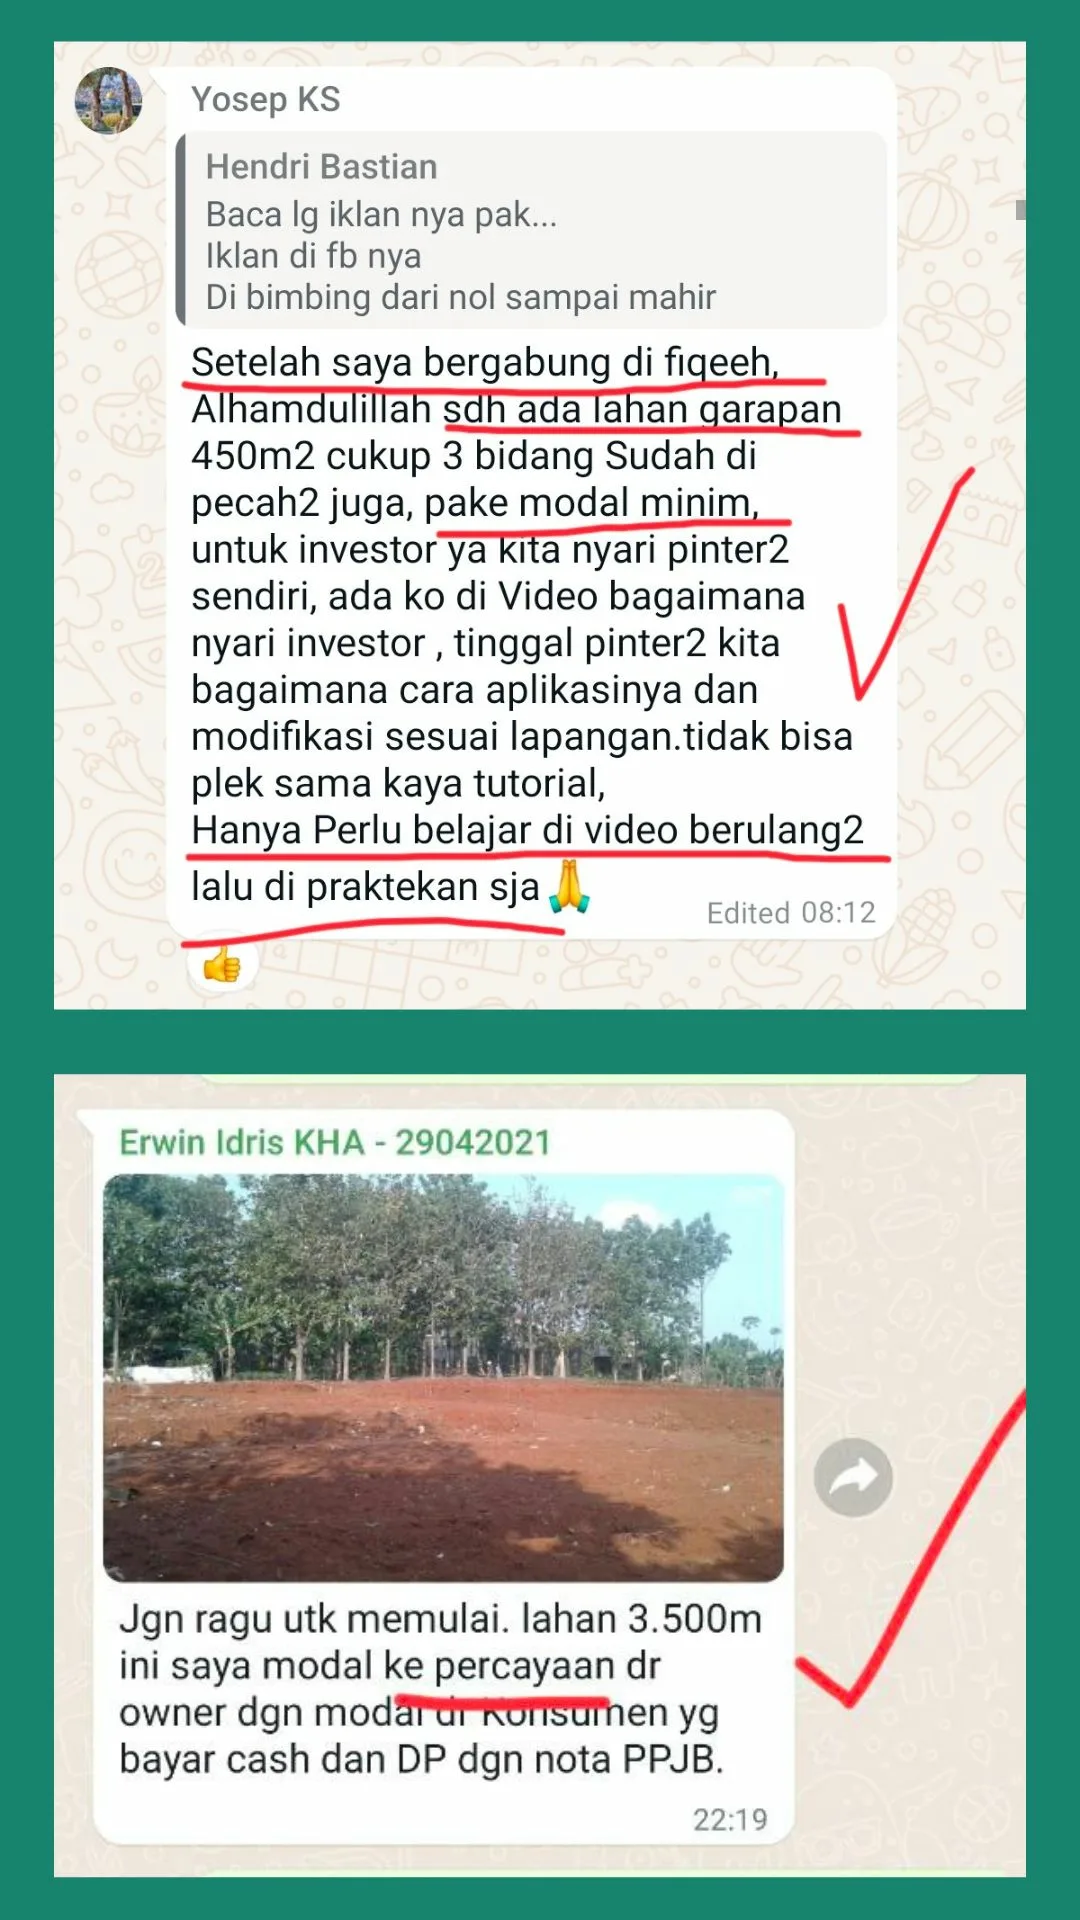 Yosep KS
Hendri Bastian
Baca lg iklan nya pak...
Iklan di fb nya
Di bimbing dari nol sampai mahir
Setelah saya bergabung di fiqeeh,
Alhamdulillah sdh ada lahan garapan
450m2 cukup 3 bidang Sudah di
pecah2 juga, pake modal minim,
untuk investor ya kita nyari pinter2
sendiri, ada ko di Video bagaimana
nyari investor , tinggal pinter2 kita
bagaimana cara aplikasinya dan
modifikasi sesuai lapangan.tidak bisa
plek sama kaya tutorial,
Hanya Perlu belajar di video berulang2
lalu di praktekan sja🙏
Edited 08:12
👍
Erwin Idris KHA - 29042021
Jgn ragu utk memulai. lahan 3.500m
ini saya modal ke percayaan dr
owner dgn modal dr Konsumen yg
bayar cash dan DP dgn nota PPJB.
22:19